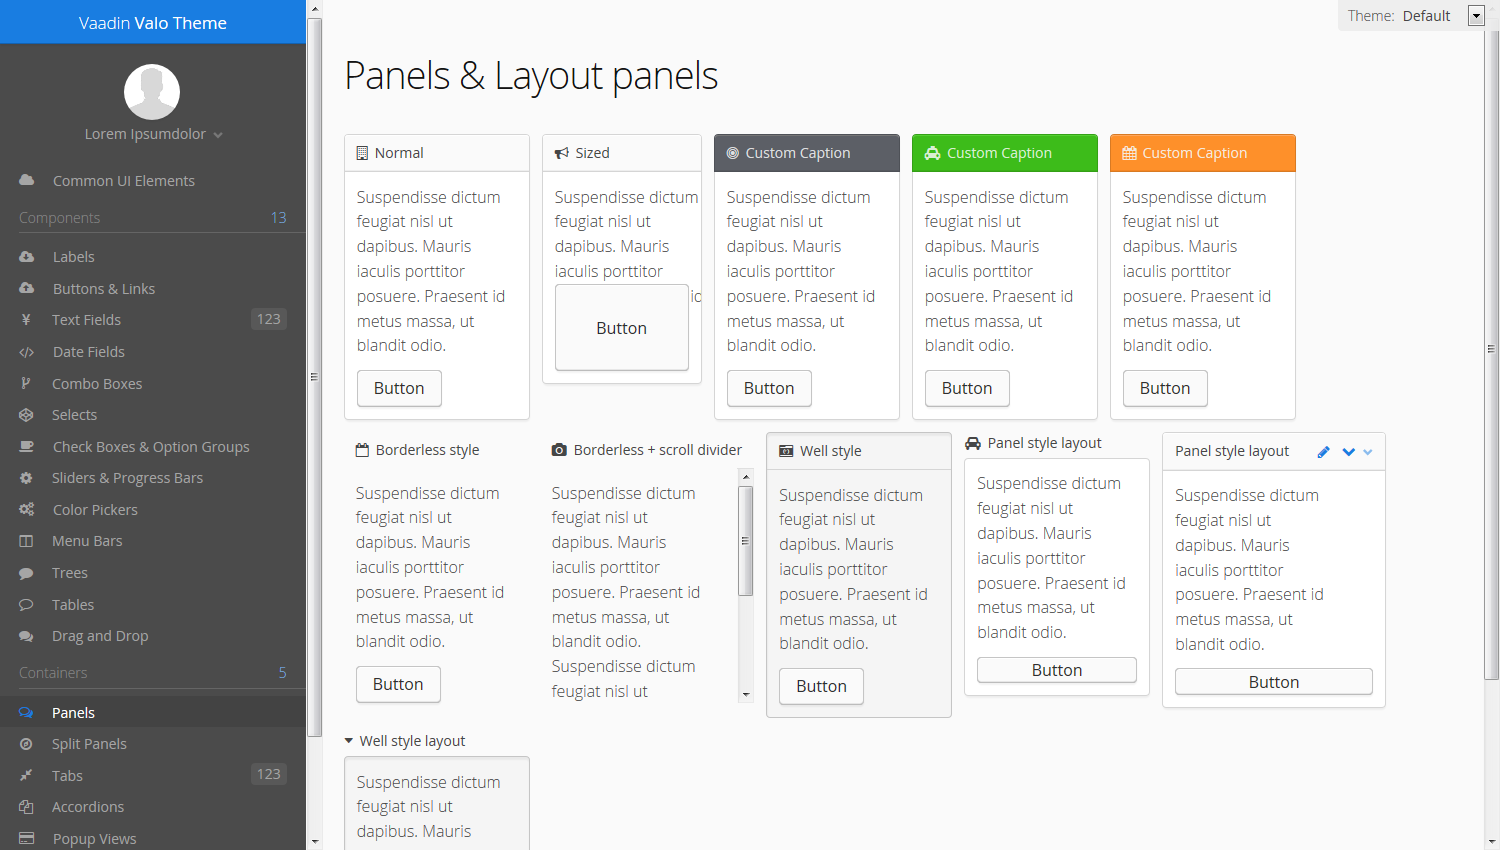 Vaadin Valo Theme
Lorem Ipsumdolor
Common UI Elements
Components 13
Labels
Buttons & Links
Text Fields 123
Date Fields
Combo Boxes
Selects
Check Boxes & Option Groups
Sliders & Progress Bars
Color Pickers
Menu Bars
Trees
Tables
Drag and Drop
Containers 5
Panels
Split Panels
Tabs 123
Accordions
Popup Views
Theme: Default
Panels & Layout panels
Normal
Suspendisse dictum
feugiat nisl ut
dapibus. Mauris
iaculis porttitor
posuere. Praesent id
metus massa, ut
blandit odio.
Button
Sized
Suspendisse dictum
feugiat nisl ut
dapibus. Mauris
iaculis porttitor
id
Button
Custom Caption
Suspendisse dictum
feugiat nisl ut
dapibus. Mauris
iaculis porttitor
posuere. Praesent id
metus massa, ut
blandit odio.
Button
Custom Caption
Suspendisse dictum
feugiat nisl ut
dapibus. Mauris
iaculis porttitor
posuere. Praesent id
metus massa, ut
blandit odio.
Button
Custom Caption
Suspendisse dictum
feugiat nisl ut
dapibus. Mauris
iaculis porttitor
posuere. Praesent id
metus massa, ut
blandit odio.
Button
Borderless style
Suspendisse dictum
feugiat nisl ut
dapibus. Mauris
iaculis porttitor
posuere. Praesent id
metus massa, ut
blandit odio.
Button
Borderless + scroll divider
Suspendisse dictum
feugiat nisl ut
dapibus. Mauris
iaculis porttitor
posuere. Praesent id
metus massa, ut
blandit odio.
Suspendisse dictum
feugiat nisl ut
Well style
Suspendisse dictum
feugiat nisl ut
dapibus. Mauris
iaculis porttitor
posuere. Praesent id
metus massa, ut
blandit odio.
Button
Panel style layout
Suspendisse dictum
feugiat nisl ut
dapibus. Mauris
iaculis porttitor
posuere. Praesent id
metus massa, ut
blandit odio.
Button
Panel style layout
Suspendisse dictum
feugiat nisl ut
dapibus. Mauris
iaculis porttitor
posuere. Praesent id
metus massa, ut
blandit odio.
Button
Well style layout
Suspendisse dictum
feugiat nisl ut
dapibus. Mauris